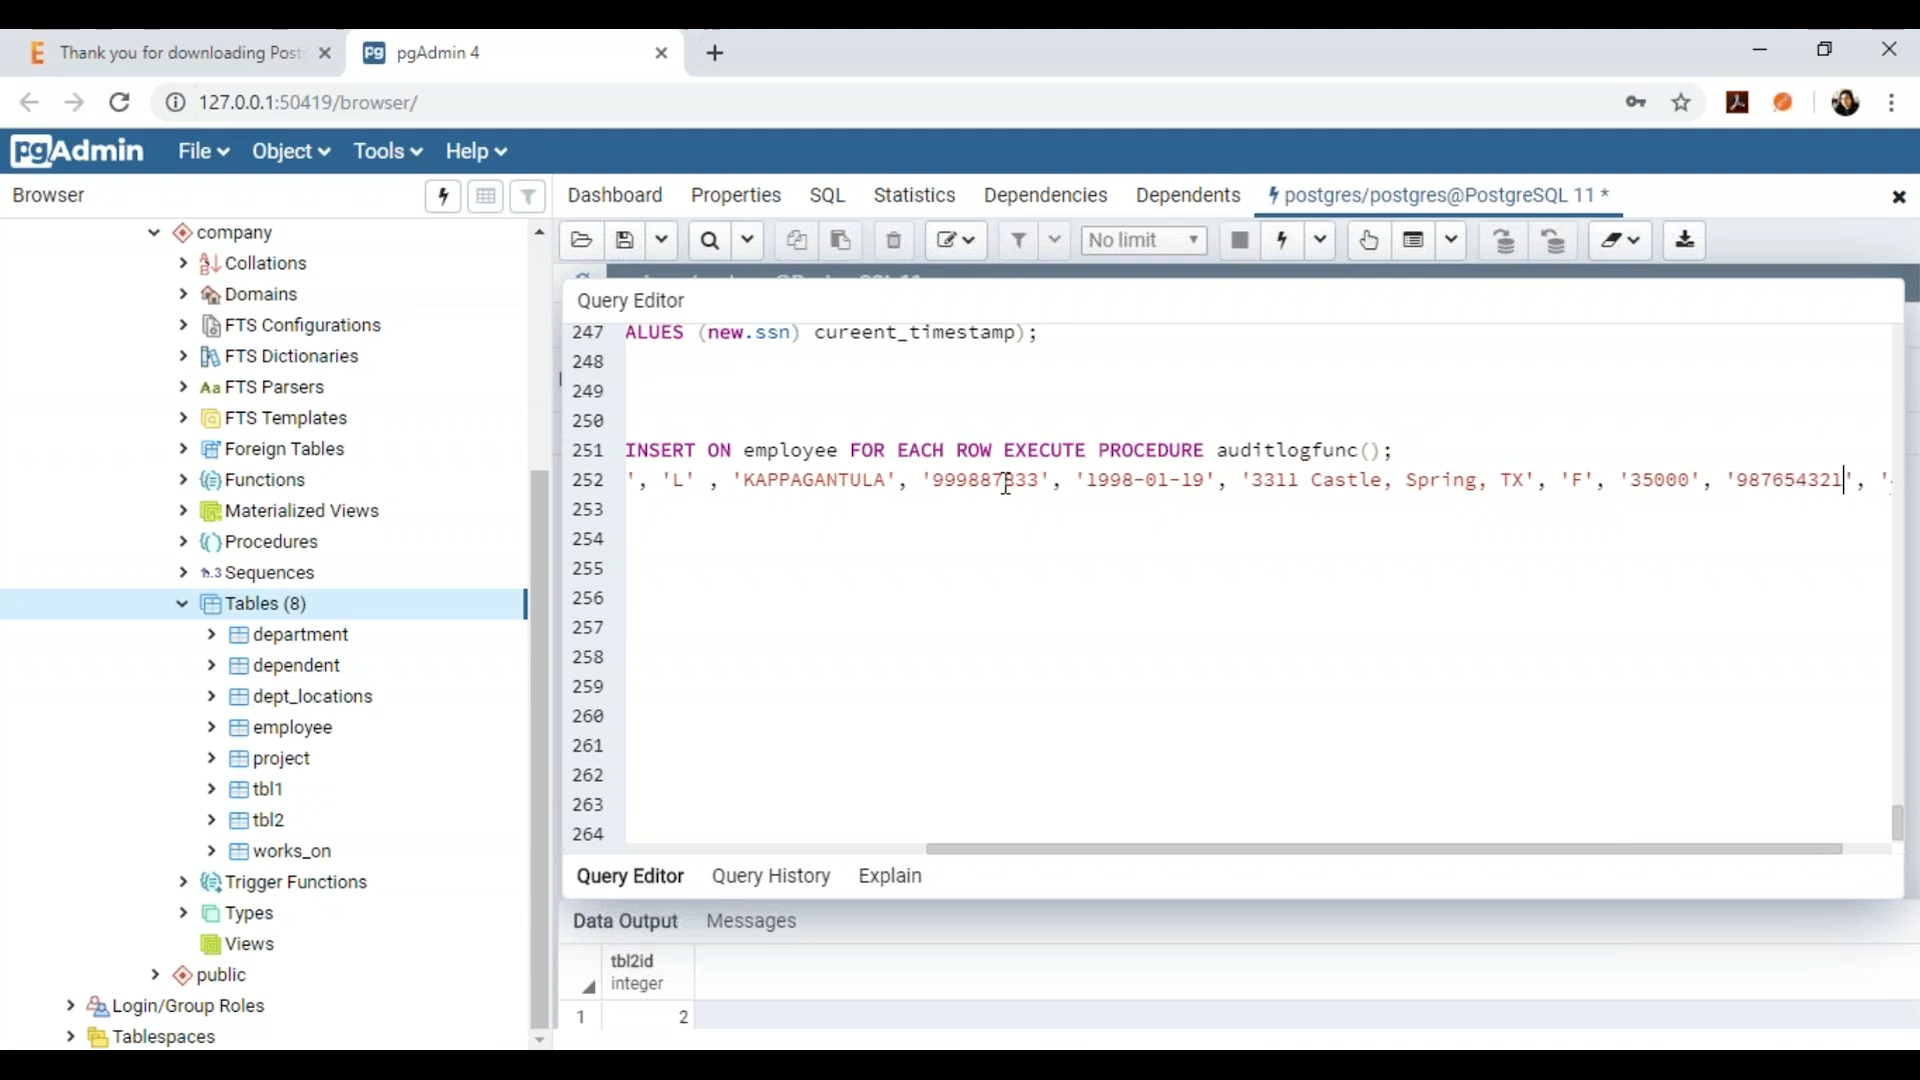 Thank you for downloading Post
pgAdmin 4
127.0.0.1:50419/browser/
pgAdmin File Object Tools Help
Browser
Dashboard Properties SQL Statistics Dependencies Dependents postgres/postgres@PostgreSQL 11 *
No limit
company
Collations
Domains
FTS Configurations
FTS Dictionaries
Aa FTS Parsers
FTS Templates
Foreign Tables
Functions
Materialized Views
Procedures
1..3 Sequences
Tables (8)
department
dependent
dept_locations
employee
project
tbl1
tbl2
works_on
Trigger Functions
Types
Views
public
Login/Group Roles
Tablespaces
Query Editor
247 ALUES (new.ssn) cureent_timestamp);
248
249
250
251 INSERT ON employee FOR EACH ROW EXECUTE PROCEDURE auditlogfunc();
252 ', 'L' , 'KAPPAGANTULA', '999887833', '1998-01-19', '3311 Castle, Spring, TX', 'F', '35000', '987654321', '
253
254
255
256
257
258
259
260
261
262
263
264
Query Editor Query History Explain
Data Output Messages
tbl2id
integer
1 2